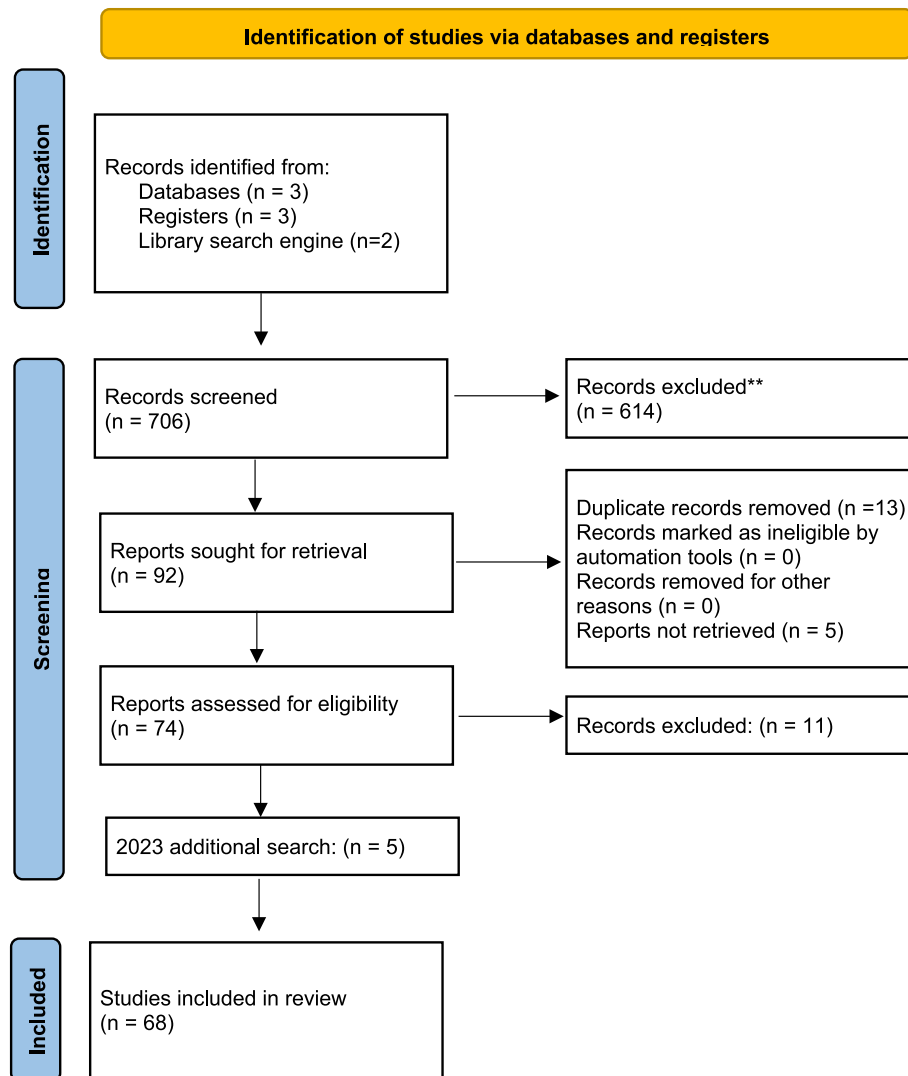 Identification of studies via databases and registers
Identification
Records identified from:
Databases (n = 3)
Registers (n = 3)
Library search engine (n=2)
Screening
Records screened
(n = 706)
Records excluded**
(n = 614)
Reports sought for retrieval
(n = 92)
Duplicate records removed (n =13)
Records marked as ineligible by
automation tools (n = 0)
Records removed for other
reasons (n = 0)
Reports not retrieved (n = 5)
Reports assessed for eligibility
(n = 74)
Records excluded: (n = 11)
2023 additional search: (n = 5)
Included
Studies included in review
(n = 68)